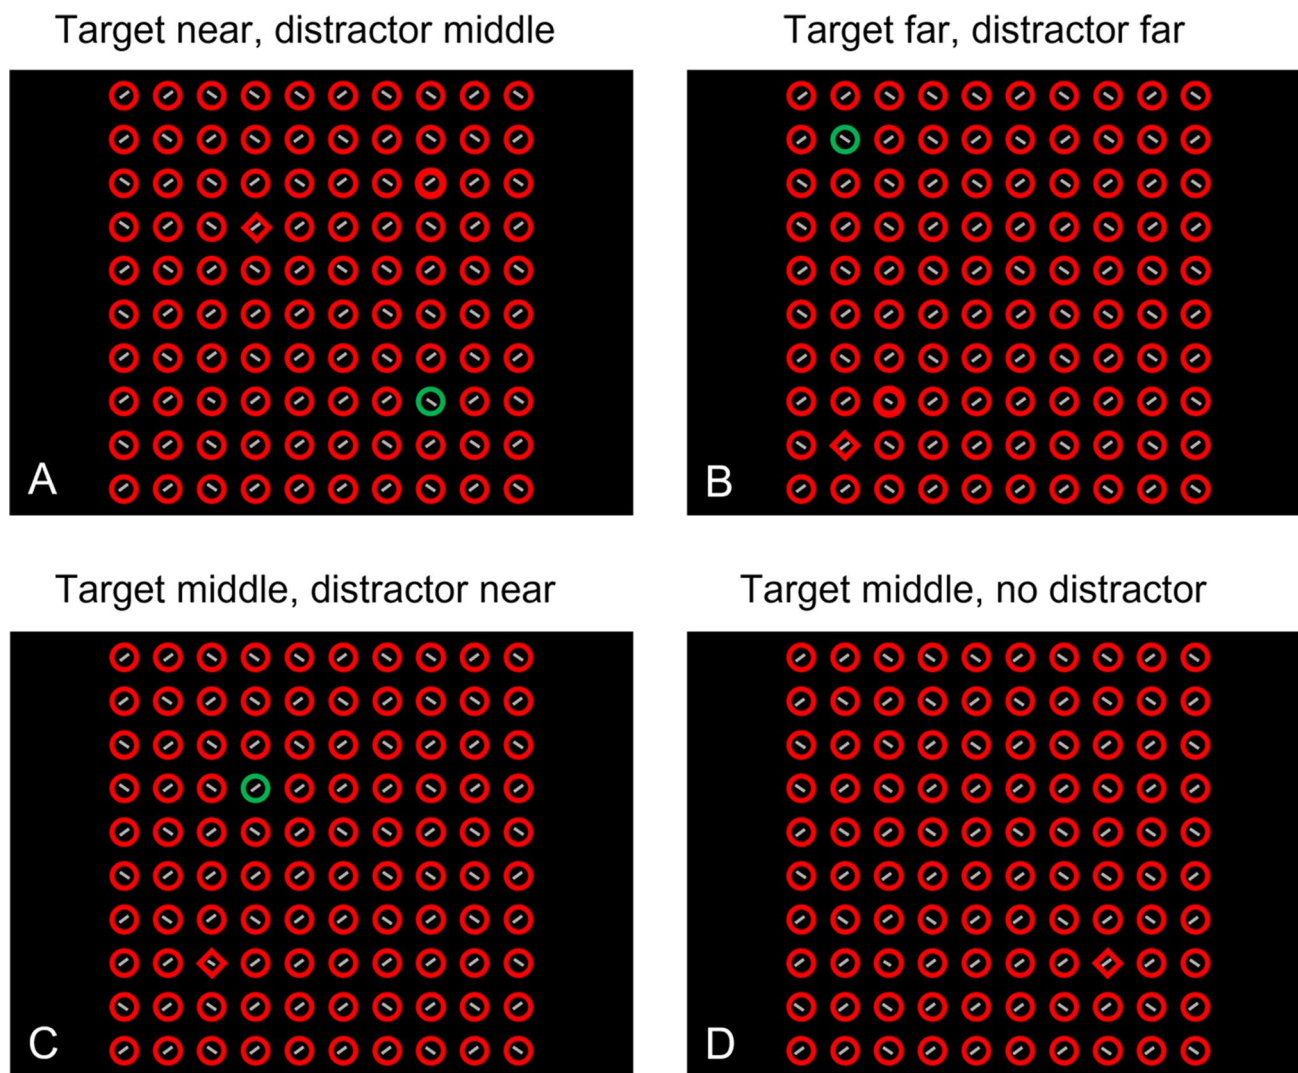 Target near, distractor middle
Target far, distractor far
A
B
Target middle, distractor near
Target middle, no distractor
C
D